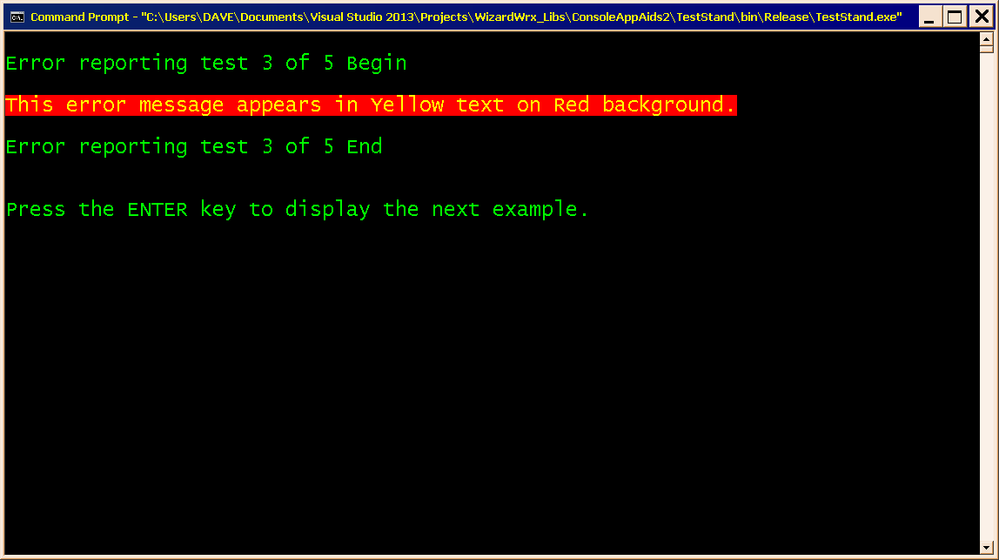 Command Prompt - "C:\Users\DAVE\Documents\Visual Studio 2013\Projects\WizardWrx_Libs\ConsoleAppAids2\TestStand\bin\Release\TestStand.exe"
Error reporting test 3 of 5 Begin
This error message appears in Yellow text on Red background.
Error reporting test 3 of 5 End
Press the ENTER key to display the next example.